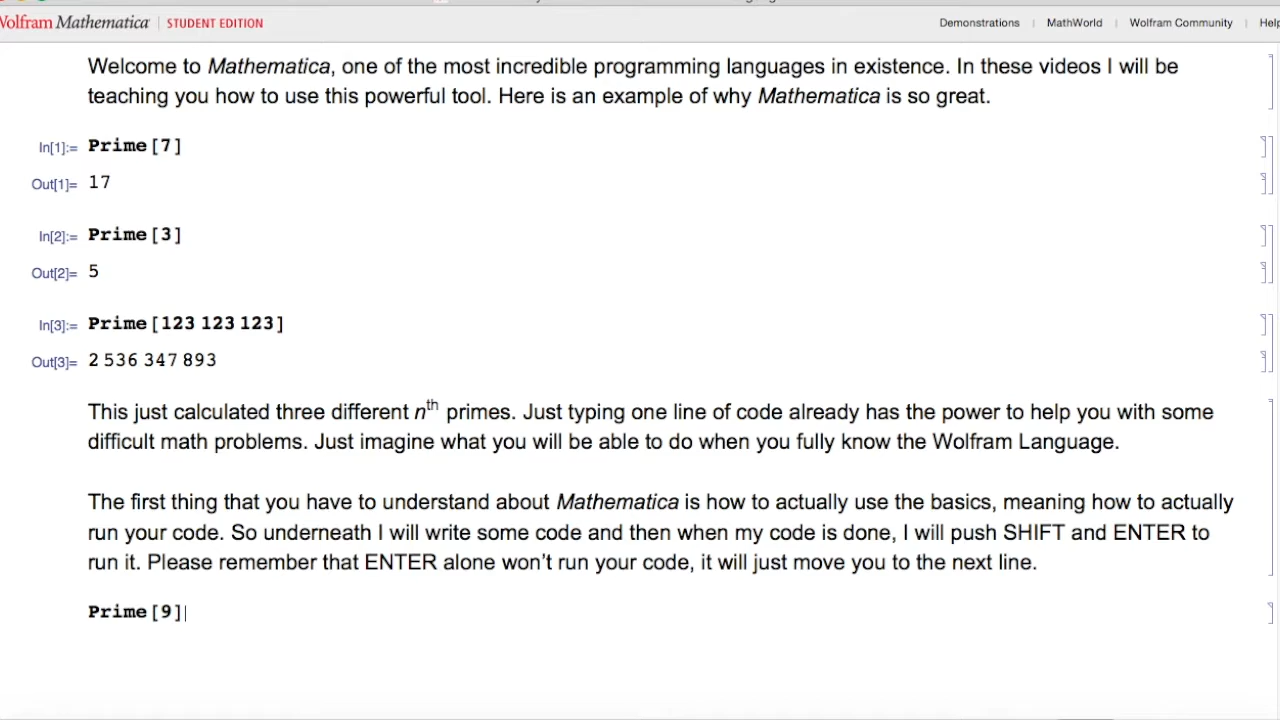 Wolfram Mathematica | STUDENT EDITION Demonstrations | MathWorld | Wolfram Community | Help
Welcome to Mathematica, one of the most incredible programming languages in existence. In these videos I will be
teaching you how to use this powerful tool. Here is an example of why Mathematica is so great.
In[1]:= Prime[7]
Out[1]= 17
In[2]:= Prime[3]
Out[2]= 5
In[3]:= Prime[123 123 123]
Out[3]= 2 536 347 893
This just calculated three different nth primes. Just typing one line of code already has the power to help you with some
difficult math problems. Just imagine what you will be able to do when you fully know the Wolfram Language.
The first thing that you have to understand about Mathematica is how to actually use the basics, meaning how to actually
run your code. So underneath I will write some code and then when my code is done, I will push SHIFT and ENTER to
run it. Please remember that ENTER alone won't run your code, it will just move you to the next line.
Prime[9]